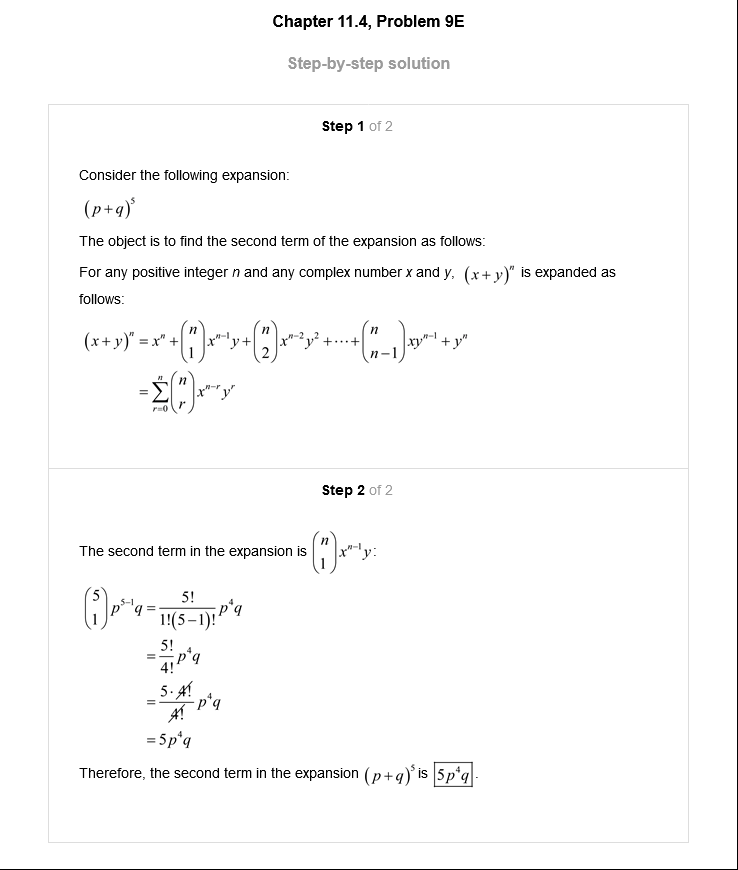 Chapter 11.4, Problem 9E
Step-by-step solution
Step 1 of 2
Consider the following expansion:
(p+q)^5
The object is to find the second term of the expansion as follows:
For any positive integer n and any complex number x and y, (x+y)^n is expanded as
follows:
(x+y)^n = x^n + \binom{n}{1} x^{n-1}y + \binom{n}{2} x^{n-2}y^2 + ⋯ + \binom{n}{n-1} xy^{n-1} + y^n
= \sum_{r=0}^{n} \binom{n}{r} x^{n-r} y^r
Step 2 of 2
The second term in the expansion is \binom{n}{1} x^{n-1}y:
\binom{5}{1} p^{5-1}q = \frac{5!}{1!(5-1)!} p^4q
= \frac{5!}{4!} p^4q
= \frac{5·\cancel{4!}}{\cancel{4!}} p^4q
= 5p^4q
Therefore, the second term in the expansion (p+q)^5 is \boxed{5p^4q}.